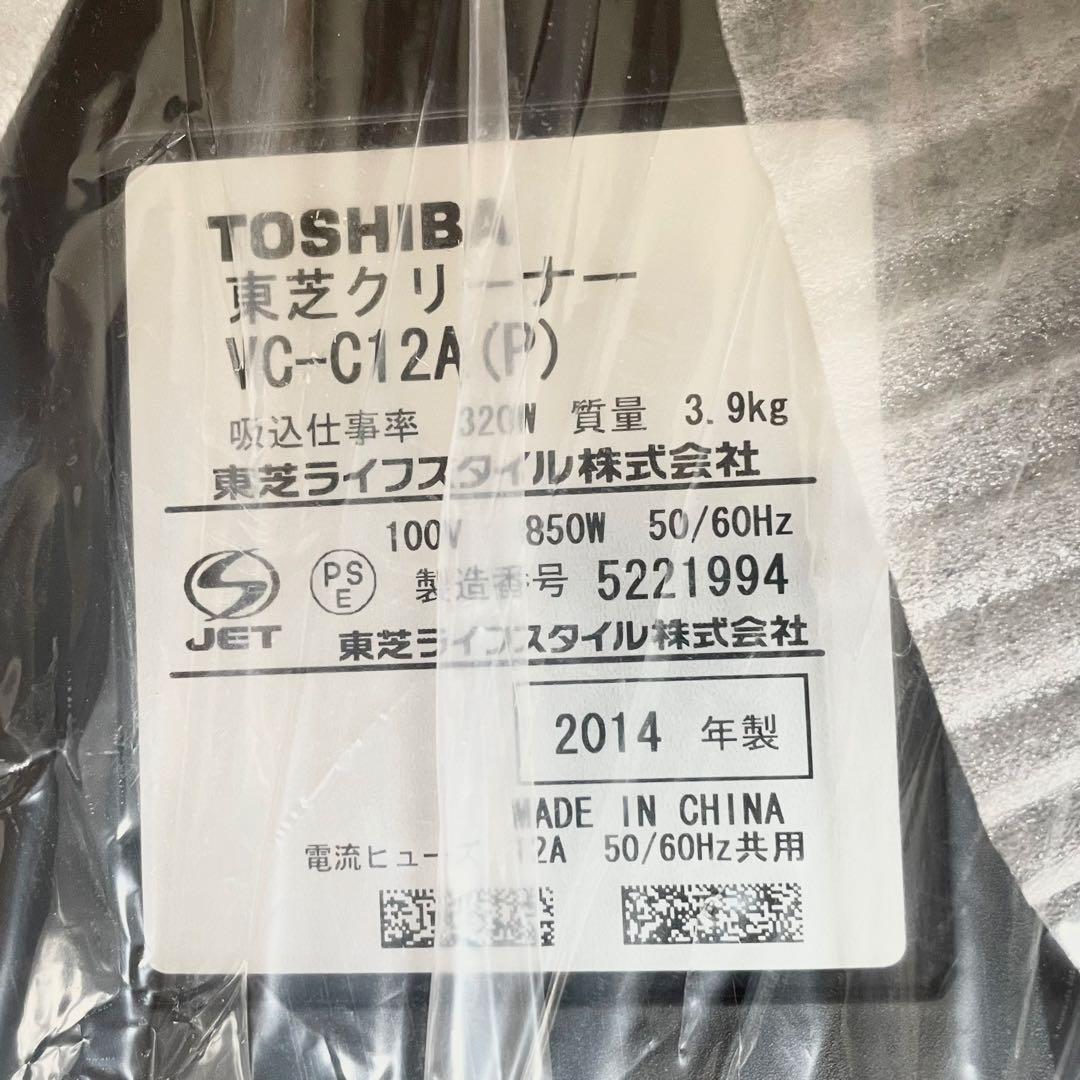 TOSHIBA
東芝クリーナー
VC-C12A(P)
吸込仕事率 320W 質量 3.9kg
東芝ライフスタイル株式会社
100V 850W 50/60Hz
JET PS E 製造番号 5221994
東芝ライフスタイル株式会社
2014 年製
MADE IN CHINA
電流ヒューズ 12A 50/60Hz共用